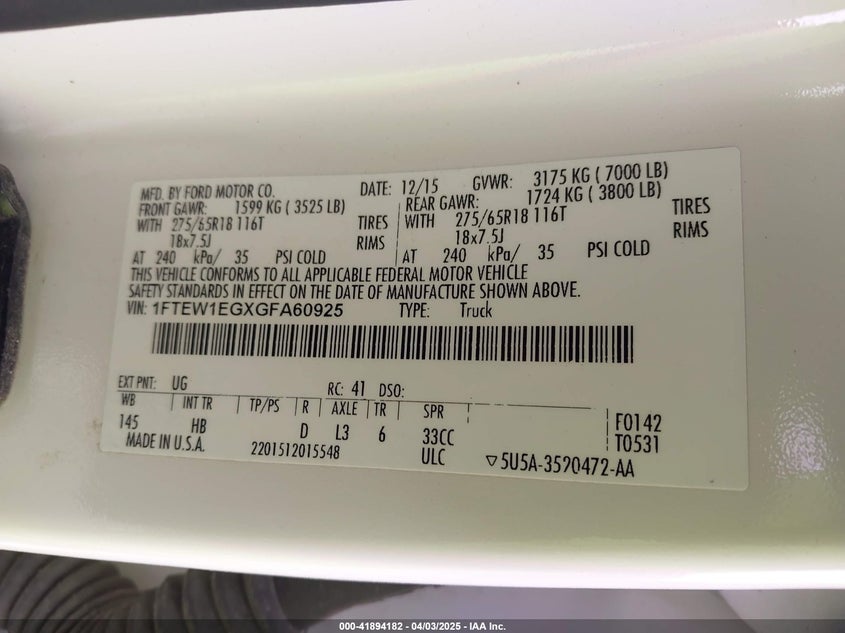 MFD. BY FORD MOTOR CO. DATE: 12/15 GVWR: 3175 KG ( 7000 LB)
FRONT GAWR: 1599 KG ( 3525 LB) REAR GAWR: 1724 KG ( 3800 LB)
WITH 275/65R18 116T TIRES WITH 275/65R18 116T TIRES
18x7.5J RIMS 18x7.5J RIMS
AT 240 kPa/ 35 PSI COLD AT 240 kPa/ 35 PSI COLD
THIS VEHICLE CONFORMS TO ALL APPLICABLE FEDERAL MOTOR VEHICLE
SAFETY STANDARDS IN EFFECT ON THE DATE OF MANUFACTURE SHOWN ABOVE.
VIN: 1FTEW1EGXGFA60925 TYPE: Truck
EXT PNT: UG RC: 41 DSO:
WB INT TR TP/PS R AXLE TR SPR
145 HB D L3 6 33CC F0142
MADE IN U.S.A. 2201512015548 ULC T0531
▽5U5A-3520472-AA
000-41894182 - 04/03/2025 - IAA Inc.